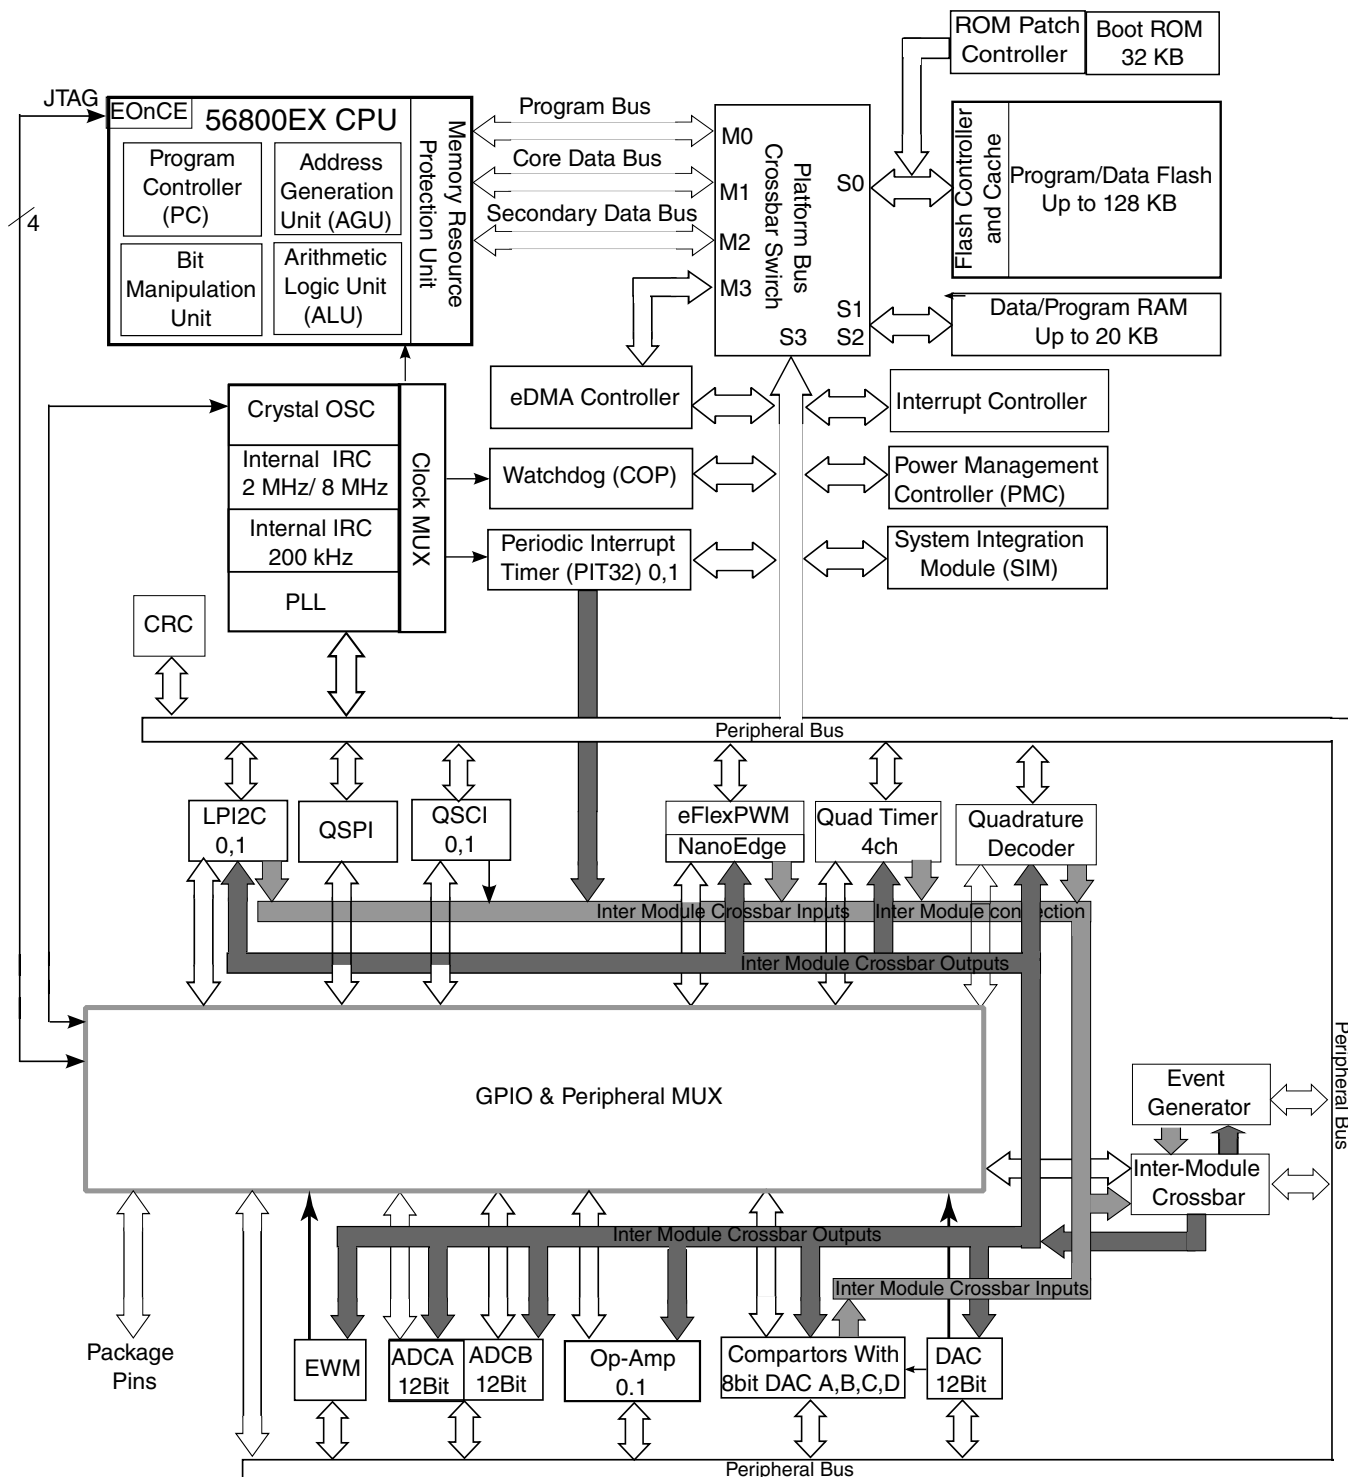 ROM Patch
Controller
Boot ROM
32 KB
JTAG
EOnCE
56800EX CPU
Program
Controller
(PC)
Address
Generation
Unit (AGU)
Bit
Manipulation
Unit
Arithmetic
Logic Unit
(ALU)
Memory Resource
Protection Unit
4
Program Bus
Core Data Bus
Secondary Data Bus
M0
M1
M2
M3
Platform Bus
Crossbar Swirch
S0
S1
S2
S3
Flash Controller
and Cache
Program/Data Flash
Up to 128 KB
Data/Program RAM
Up to 20 KB
Crystal OSC
Internal IRC
2 MHz/ 8 MHz
Internal IRC
200 kHz
PLL
Clock MUX
eDMA Controller
Watchdog (COP)
Periodic Interrupt
Timer (PIT32) 0,1
Interrupt Controller
Power Management
Controller (PMC)
System Integration
Module (SIM)
CRC
Peripheral Bus
LPI2C
0,1
QSPI
QSCI
0,1
eFlexPWM
NanoEdge
Quad Timer
4ch
Quadrature
Decoder
Inter Module Crossbar Inputs
Inter Module connection
Inter Module Crossbar Outputs
GPIO & Peripheral MUX
Peripheral Bus
Event
Generator
Inter-Module
Crossbar
Inter Module Crossbar Outputs
Inter Module Crossbar Inputs
Package
Pins
EWM
ADCA
12Bit
ADCB
12Bit
Op-Amp
0.1
Compartors With
8bit DAC A,B,C,D
DAC
12Bit
Peripheral Bus